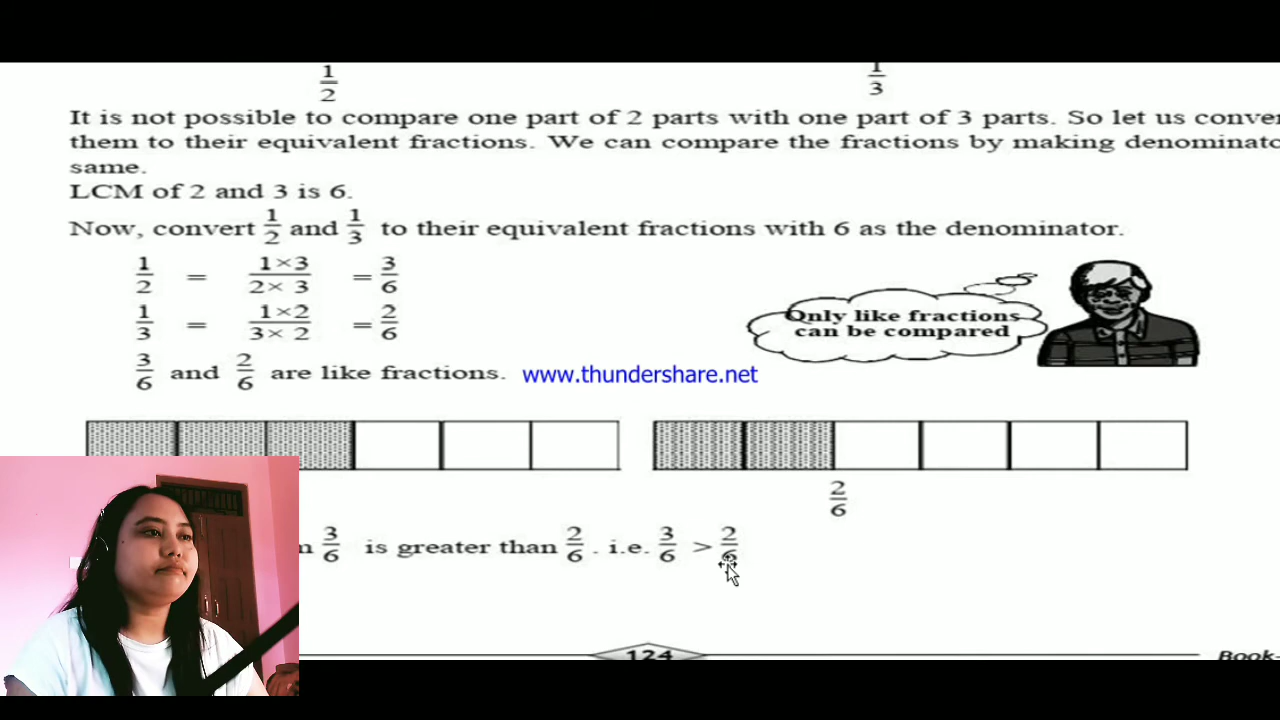 1/2 1/3
It is not possible to compare one part of 2 parts with one part of 3 parts. So let us
them to their equivalent fractions. We can compare the fractions by making
same.
LCM of 2 and 3 is 6.
Now, convert 1/2 and 1/3 to their equivalent fractions with 6 as the denominator.
1/2 = 1×3/2× 3 = 3/6
1/3 = 1×2/3× 2 = 2/6
Only like fractions
can be compared
3/6 and 2/6 are like fractions. www.thundershare.net
2/6
3/6 is greater than 2/6 . i.e. 3/6 > 2/6
124 Book-